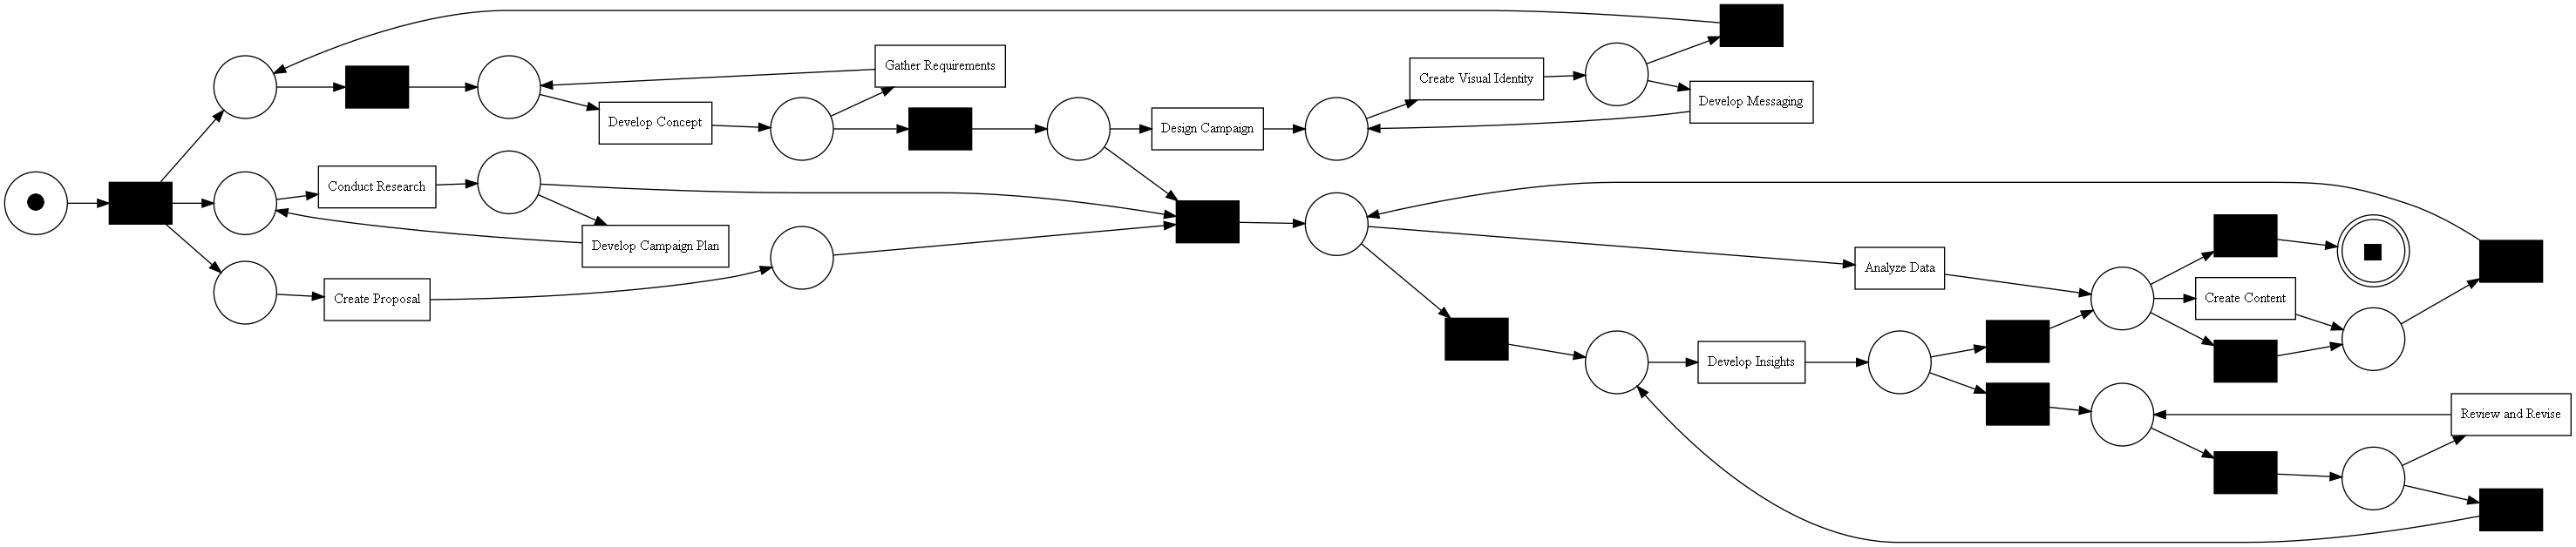 Gather Requirements
Create Visual Identity
Develop Messaging
Develop Concept
Design Campaign
Conduct Research
Develop Campaign Plan
Create Proposal
Analyze Data
Create Content
Develop Insights
Review and Revise